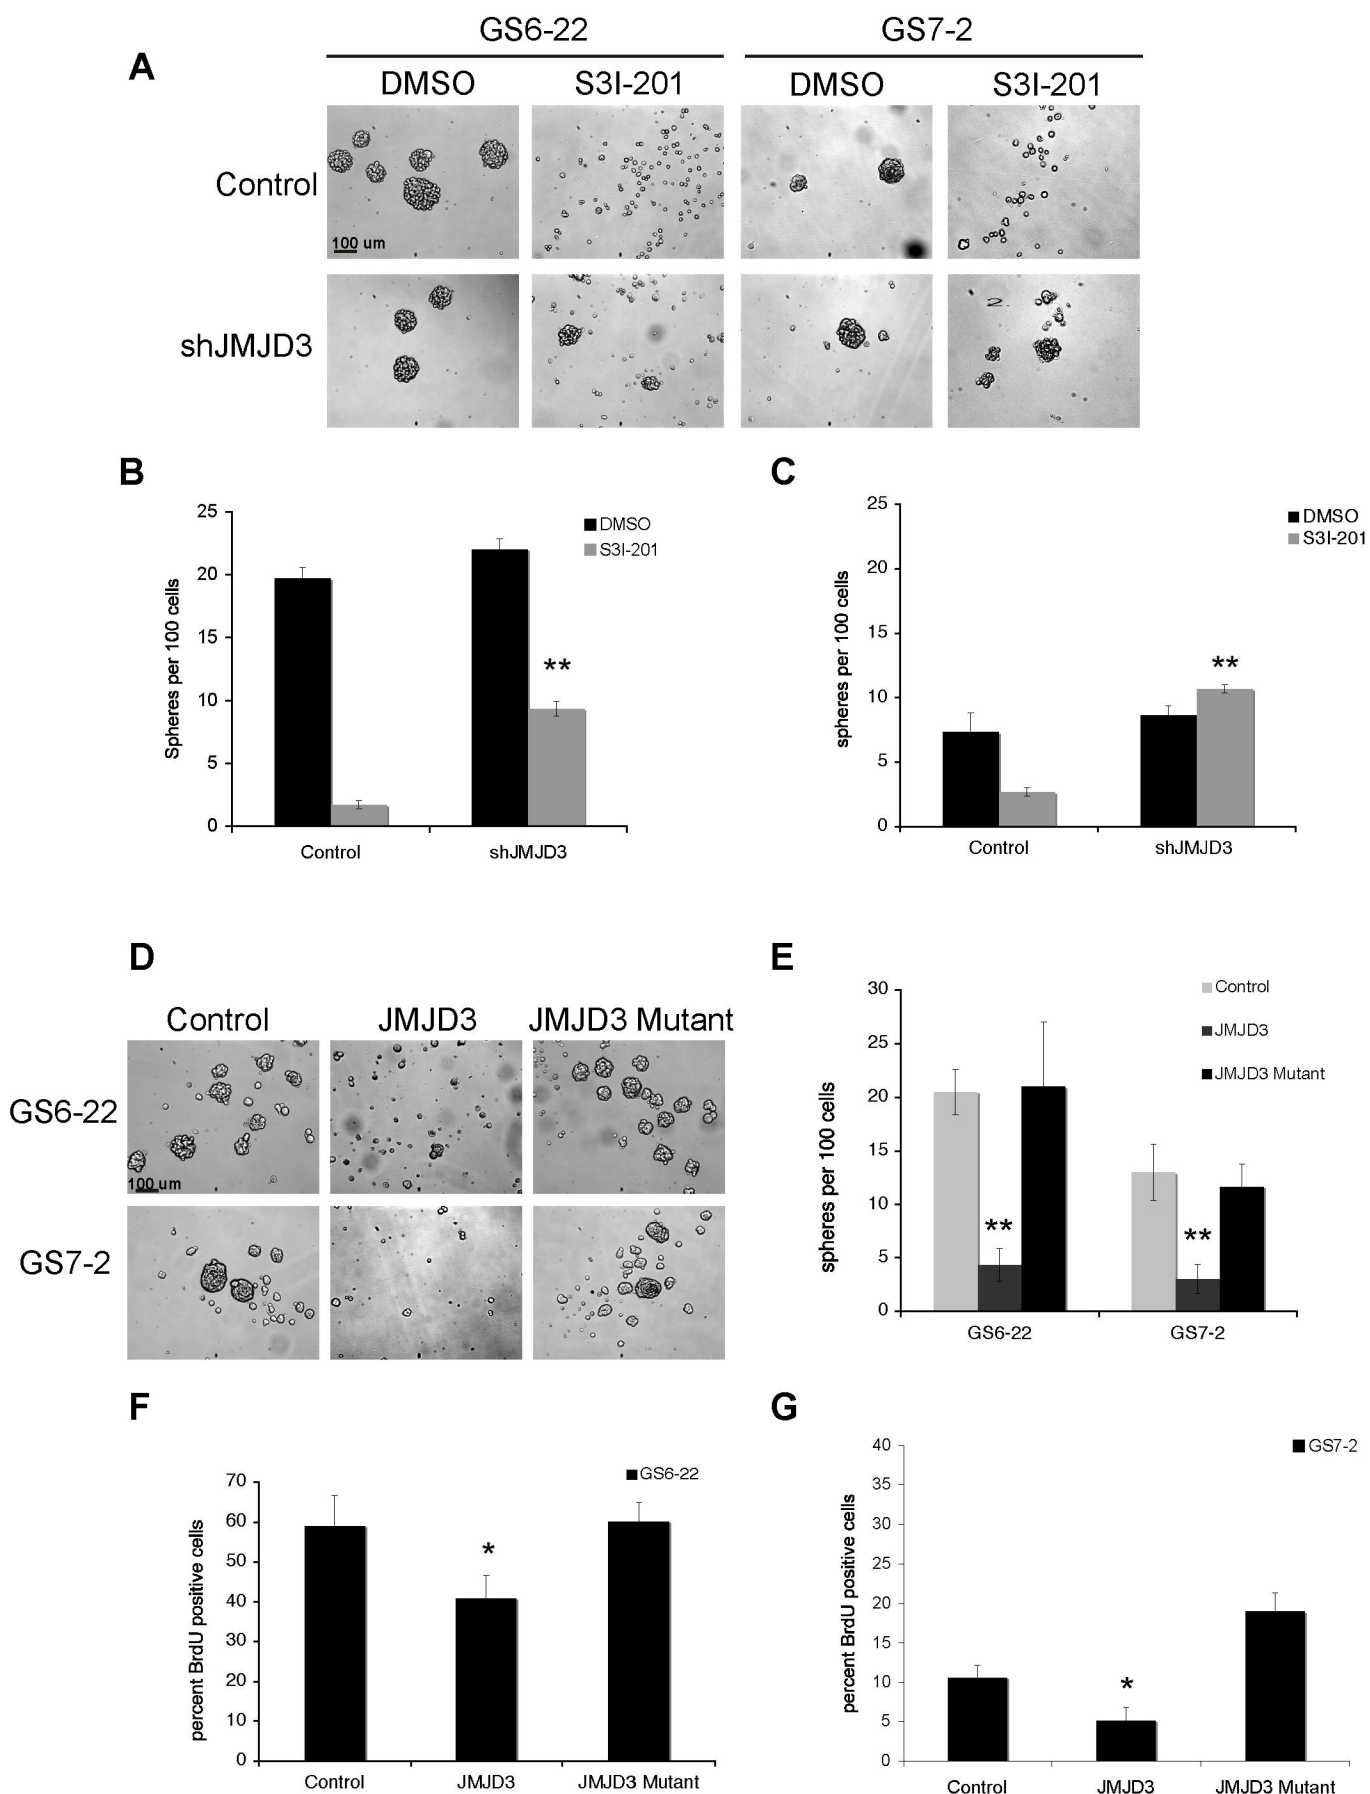 GS6-22 GS7-2
A
DMSO S3I-201 DMSO S3I-201
Control
100 um
shJMJD3
2
B
Spheres per 100 cells
25
20
15
10
5
0
DMSO
S3I-201
**
Control shJMJD3
C
spheres per 100 cells
25
20
15
10
5
0
DMSO
S3I-201
**
Control shJMJD3
D
Control JMJD3 JMJD3 Mutant
GS6-22
100 um
GS7-2
E
spheres per 100 cells
30
25
20
15
10
5
0
Control
JMJD3
JMJD3 Mutant
** **
GS6-22 GS7-2
F
percent BrdU positive cells
70
60
50
40
30
20
10
0
GS6-22
*
Control JMJD3 JMJD3 Mutant
G
percent BrdU positive cells
40
35
30
25
20
15
10
5
0
GS7-2
*
Control JMJD3 JMJD3 Mutant